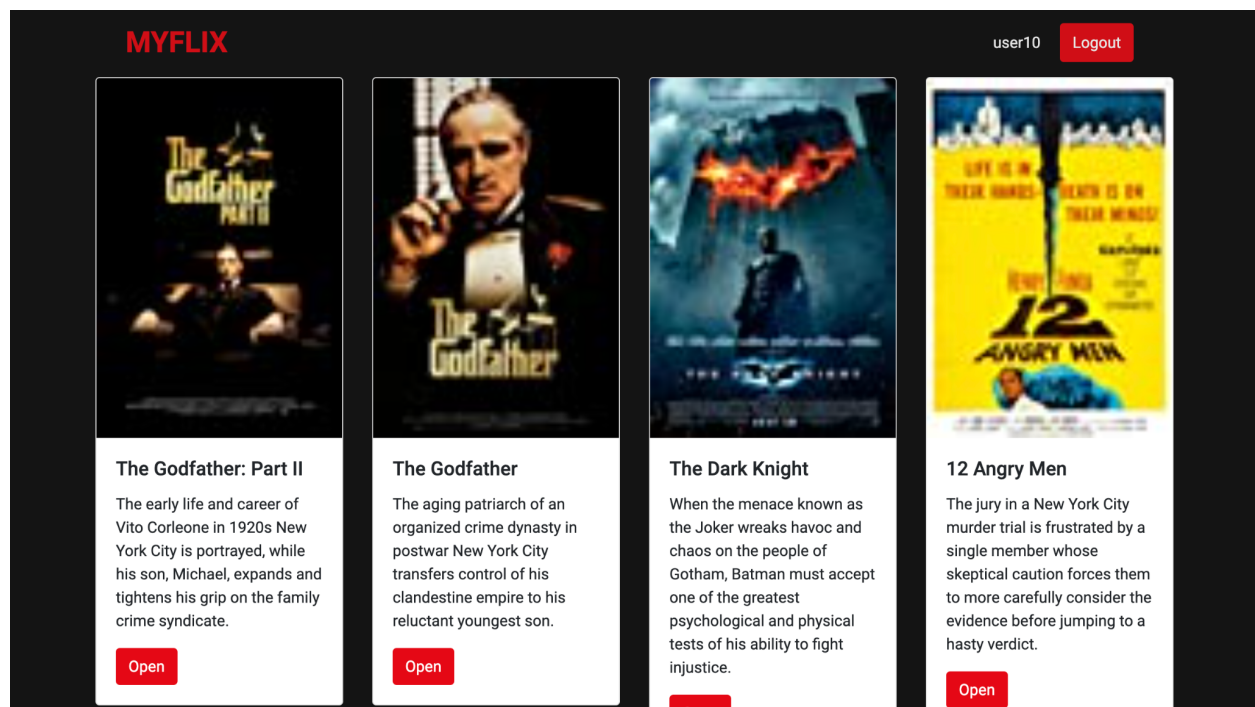 MYFLIX
user10
Logout
The
Godfather
PART II
The
Godfather
LIFE IS IN
THEIR HANDS
DEATH IS ON
THEIR MINDS!
HENRY FONDA
12
ANGRY MEN
The Godfather: Part II
The early life and career of
Vito Corleone in 1920s New
York City is portrayed, while
his son, Michael, expands and
tightens his grip on the family
crime syndicate.
Open
The Godfather
The aging patriarch of an
organized crime dynasty in
postwar New York City
transfers control of his
clandestine empire to his
reluctant youngest son.
Open
The Dark Knight
When the menace known as
the Joker wreaks havoc and
chaos on the people of
Gotham, Batman must accept
one of the greatest
psychological and physical
tests of his ability to fight
injustice.
12 Angry Men
The jury in a New York City
murder trial is frustrated by a
single member whose
skeptical caution forces them
to more carefully consider the
evidence before jumping to a
hasty verdict.
Open